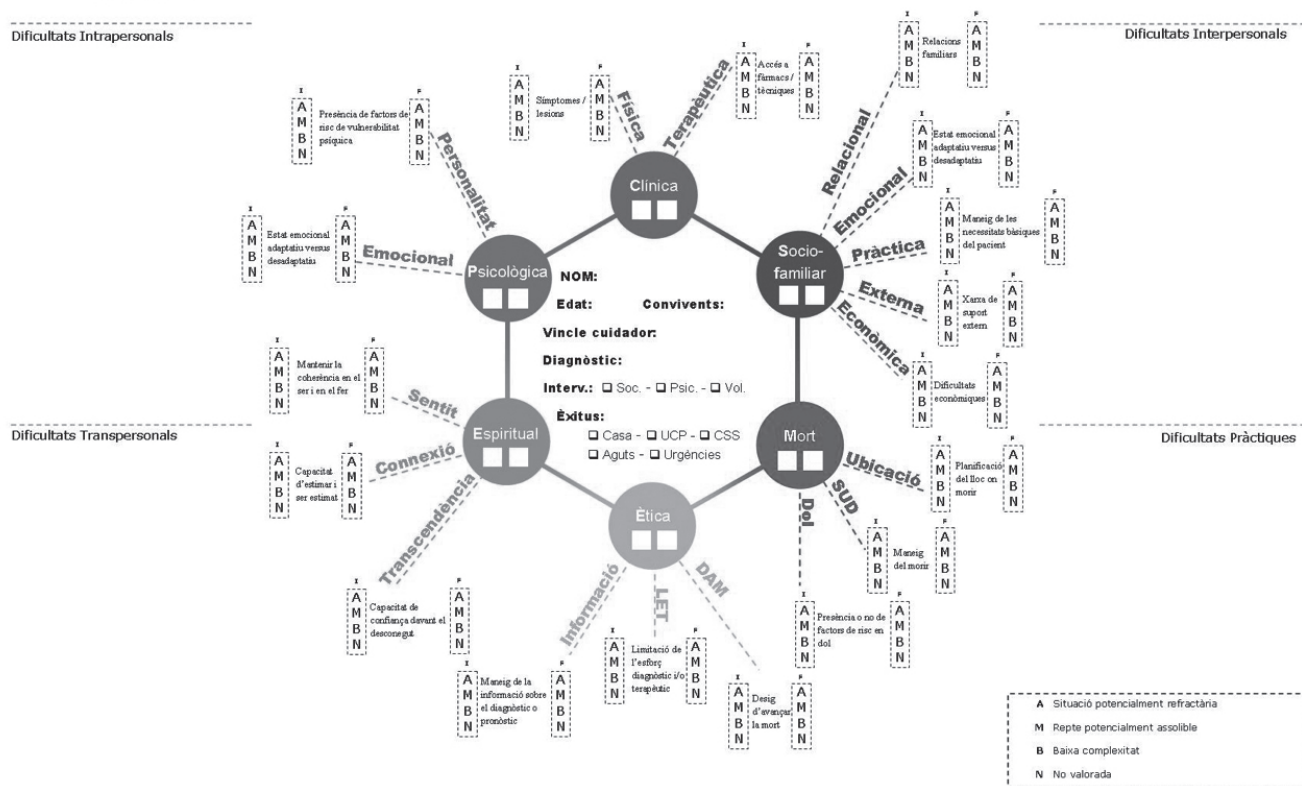 Dificultats Intrapersonals
Dificultats Interpersonals
I
A
M
B
N
Presència de factors de
risc de vulnerabilitat
psíquica
F
A
M
B
N
Personalitat
I
A
M
B
N
Estat emocional
adaptatiu versus
desadaptatiu
F
A
M
B
N
Emocional
Psicològica
I
A
M
B
N
Símptomes /
lesions
F
A
M
B
N
Física
Terapèutica
I
A
M
B
N
Accés a
fàrmacs /
tècniques
F
A
M
B
N
Clínica
I
A
M
B
N
Relacions
familiars
F
A
M
B
N
Relacional
I
A
M
B
N
Estat emocional
adaptatiu versus
desadaptatiu
F
A
M
B
N
Emocional
I
A
M
B
N
Maneig de les
necessitats bàsiques
del pacient
F
A
M
B
N
Pràctica
I
A
M
B
N
Xarxa de
suport
extern
F
A
M
B
N
Externa
I
A
M
B
N
Dificultats
econòmiques
F
A
M
B
N
Econòmica
Socio-
familiar
NOM:
Edat: Convivents:
Vincle cuidador:
Diagnòstic:
Interv.: ❑ Soc. - ❑ Psic. - ❑ Vol.
Èxitus:
❑ Casa - ❑ UCP - ❑ CSS
❑ Aguts - ❑ Urgències
Dificultats Transpersonals
Dificultats Pràctiques
I
A
M
B
N
Mantenir la
coherència en el
ser i en el fer
F
A
M
B
N
Sentit
I
A
M
B
N
Capacitat
d'estimar i
ser estimat
F
A
M
B
N
Connexió
I
A
M
B
N
Capacitat de
confiança davant el
desconegut
F
A
M
B
N
Transcendència
Espiritual
Ètica
Informació
I
A
M
B
N
Maneig de la
informació sobre
el diagnòstic o
pronòstic
F
A
M
B
N
LET
I
A
M
B
N
Limitació de
l'esforç
diagnòstic i/o
terapèutic
F
A
M
B
N
DAM
I
A
M
B
N
Desig
d'avançar
la mort
F
A
M
B
N
Mort
Ubicació
I
A
M
B
N
Planificació
del lloc on
morir
F
A
M
B
N
SUD
I
A
M
B
N
Maneig
del morir
F
A
M
B
N
Dol
I
A
M
B
N
Presència o no de
factors de risc en
dol
F
A
M
B
N
A Situació potencialment refractària
M Repte potencialment assolible
B Baixa complexitat
N No valorada